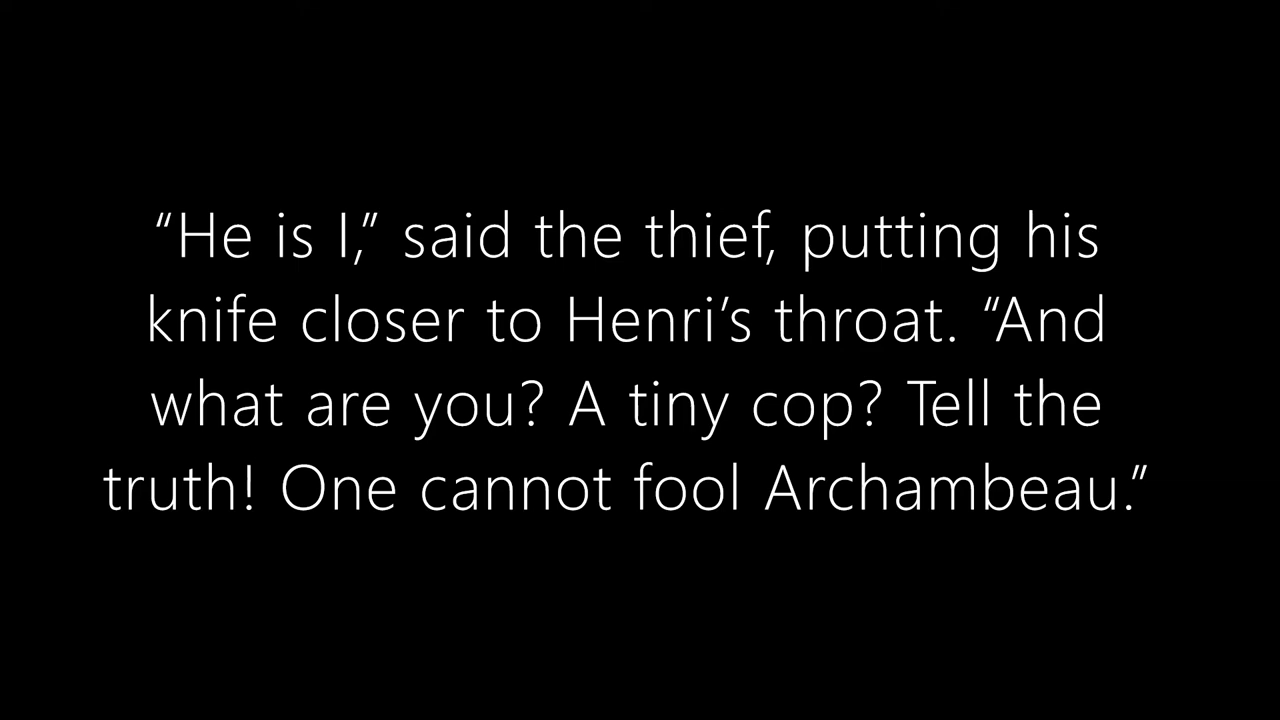 “He is I,” said the thief, putting his
knife closer to Henri’s throat. “And
what are you? A tiny cop? Tell the
truth! One cannot fool Archambeau.”